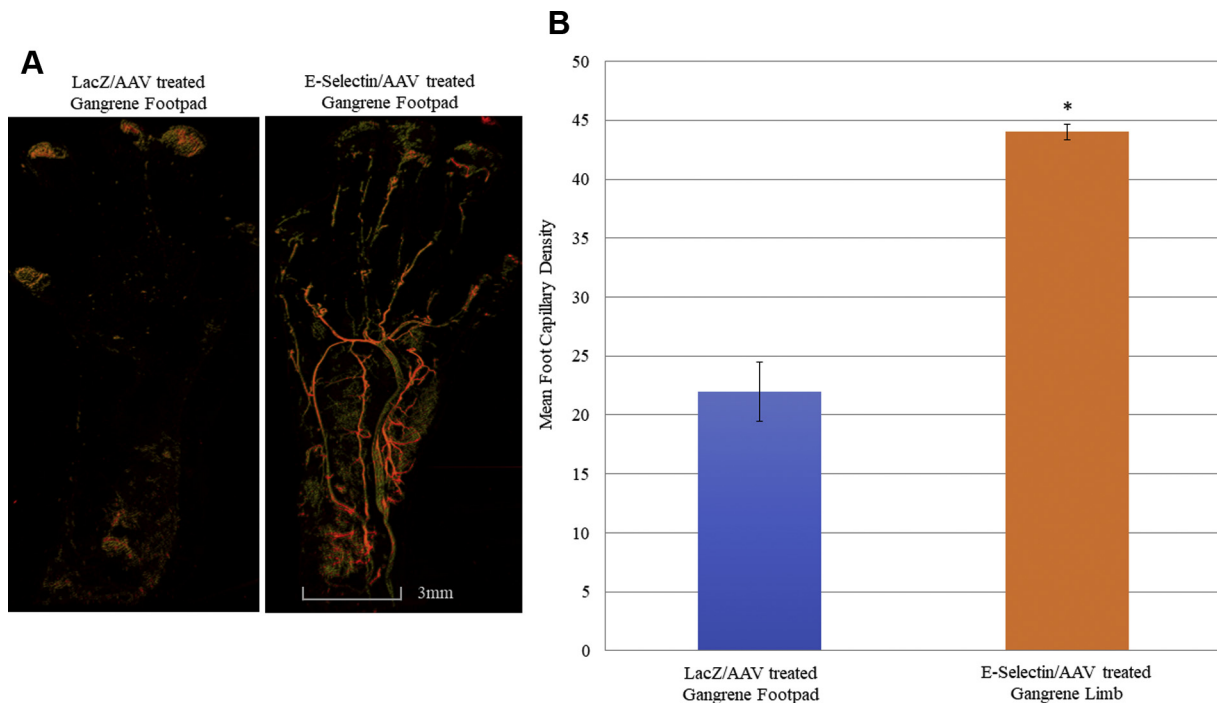 A
LacZ/AAV treated
Gangrene Footpad
E-Selectin/AAV treated
Gangrene Footpad
3mm
B
Mean Foot Capillary Density
50
45
40
35
30
25
20
15
10
5
0
*
LacZ/AAV treated
Gangrene Footpad
E-Selectin/AAV treated
Gangrene Limb